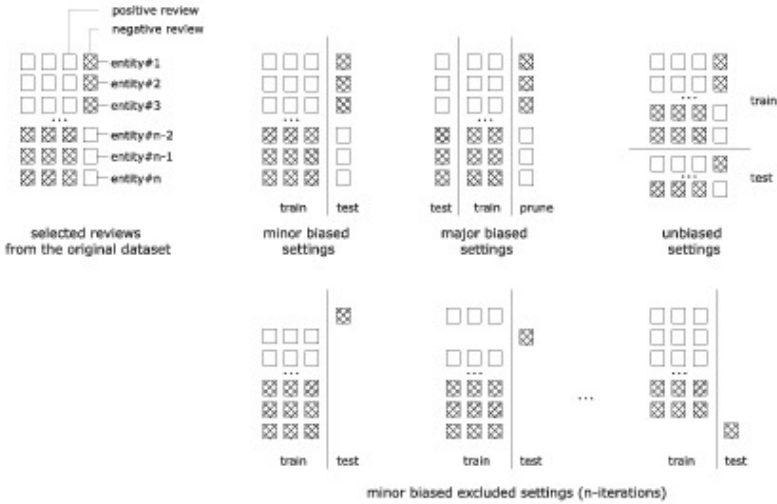 positive review
negative review
entity#1
entity#2
entity#3
...
entity#n-2
entity#n-1
entity#n
selected reviews
from the original dataset
...
train test
minor biased
settings
...
test train prune
major biased
settings
...
train
...
test
unbiased
settings
...
train test
...
train test
...
...
train test
minor biased excluded settings (n-iterations)